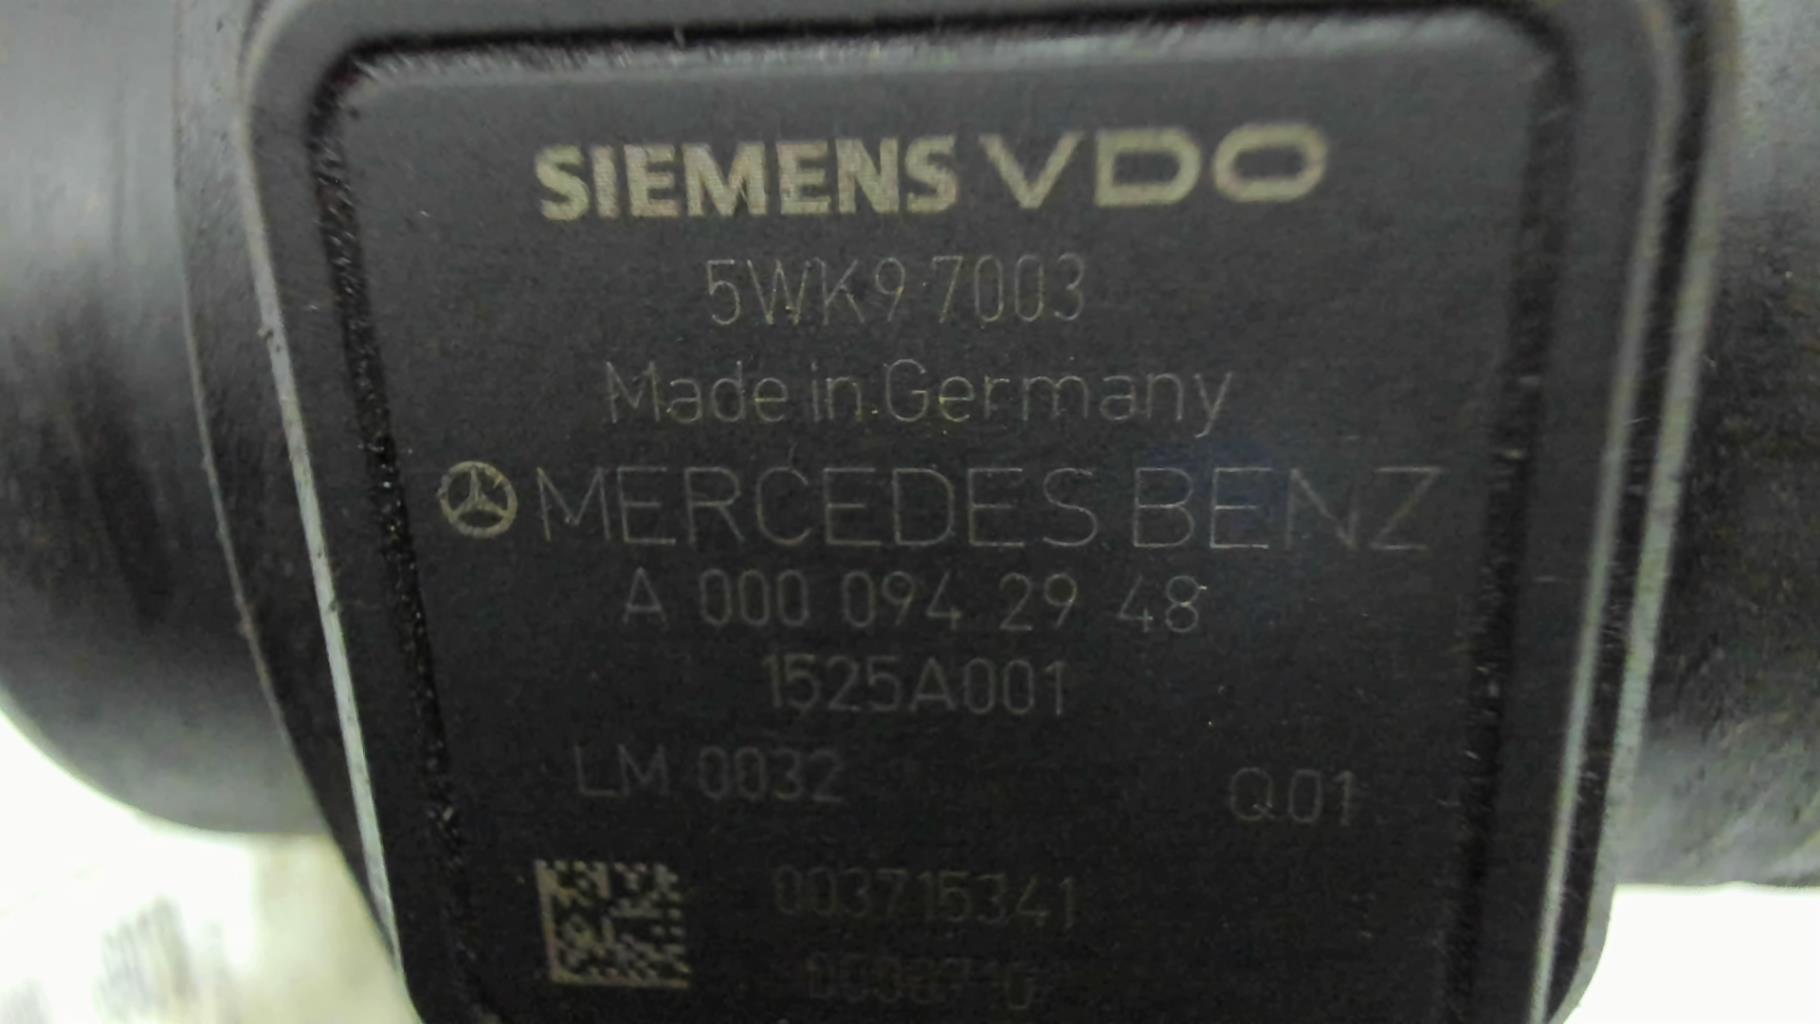 SIEMENS VDO
5WK9 7003
Made in Germany
MERCEDES BENZ
A 000 094 29 48
1525A001
LM 0032 Q01
003715341